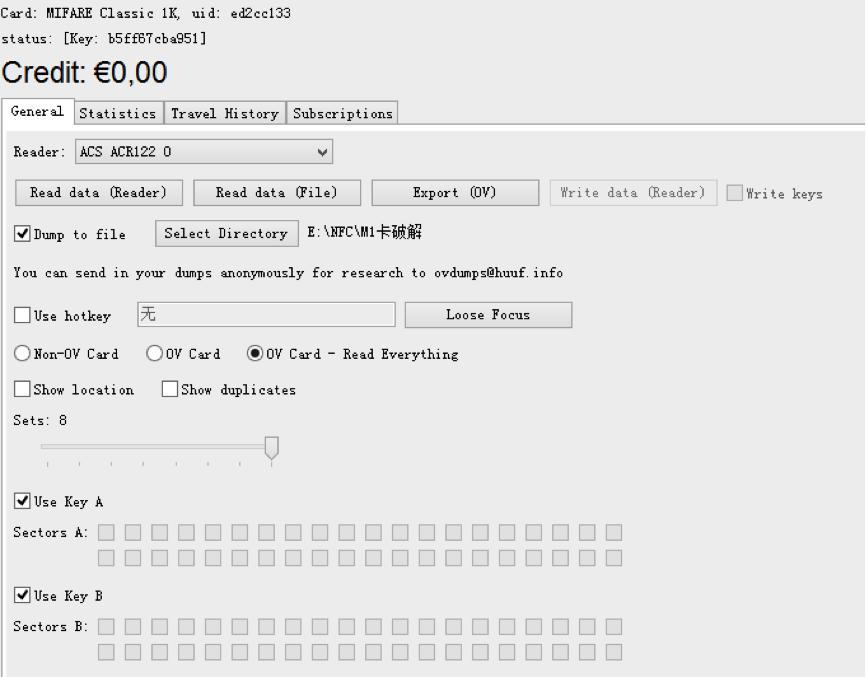 Card: MIFARE Classic 1K, uid: ed2cc133
status: [Key: b5ff67cba951]
Credit: €0,00
General Statistics Travel History Subscriptions
Reader: ACS ACR122 0
Read data (Reader) Read data (File) Export (OV) Write data (Reader) Write keys
Dump to file Select Directory E:\NFC\M1卡破解
You can send in your dumps anonymously for research to ovdumps@huuf.info
Use hotkey 无 Loose Focus
Non-OV Card OV Card OV Card - Read Everything
Show location Show duplicates
Sets: 8
Use Key A
Sectors A:
Use Key B
Sectors B: